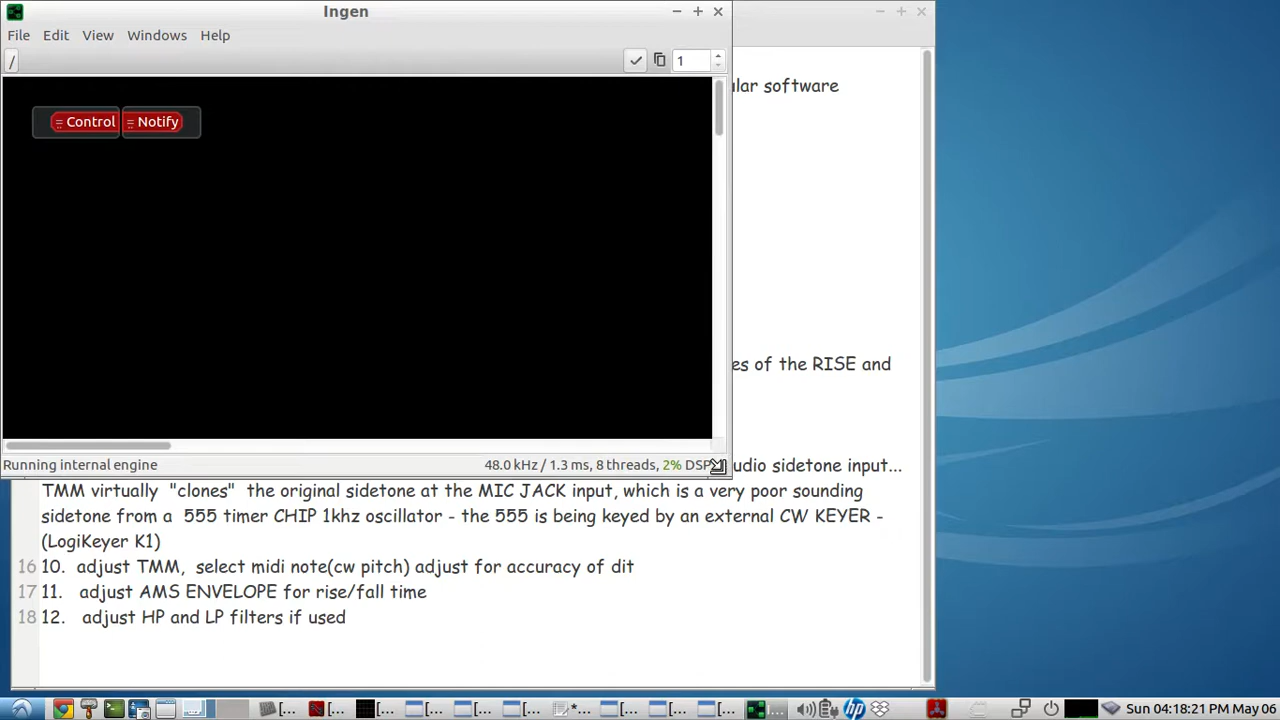 Ingen
File Edit View Windows Help
/
1
Control Notify
ular software
es of the RISE and
Running internal engine 48.0 kHz / 1.3 ms, 8 threads, 2% DSP
udio sidetone input...
TMM virtually "clones" the original sidetone at the MIC JACK input, which is a very poor sounding
sidetone from a 555 timer CHIP 1khz oscillator - the 555 is being keyed by an external CW KEYER -
(LogiKeyer K1)
16 10. adjust TMM, select midi note(cw pitch) adjust for accuracy of dit
17 11. adjust AMS ENVELOPE for rise/fall time
18 12. adjust HP and LP filters if used
[... [... [... [... [... [... *... [... [... [... ... hp Sun 04:18:21 PM May 06